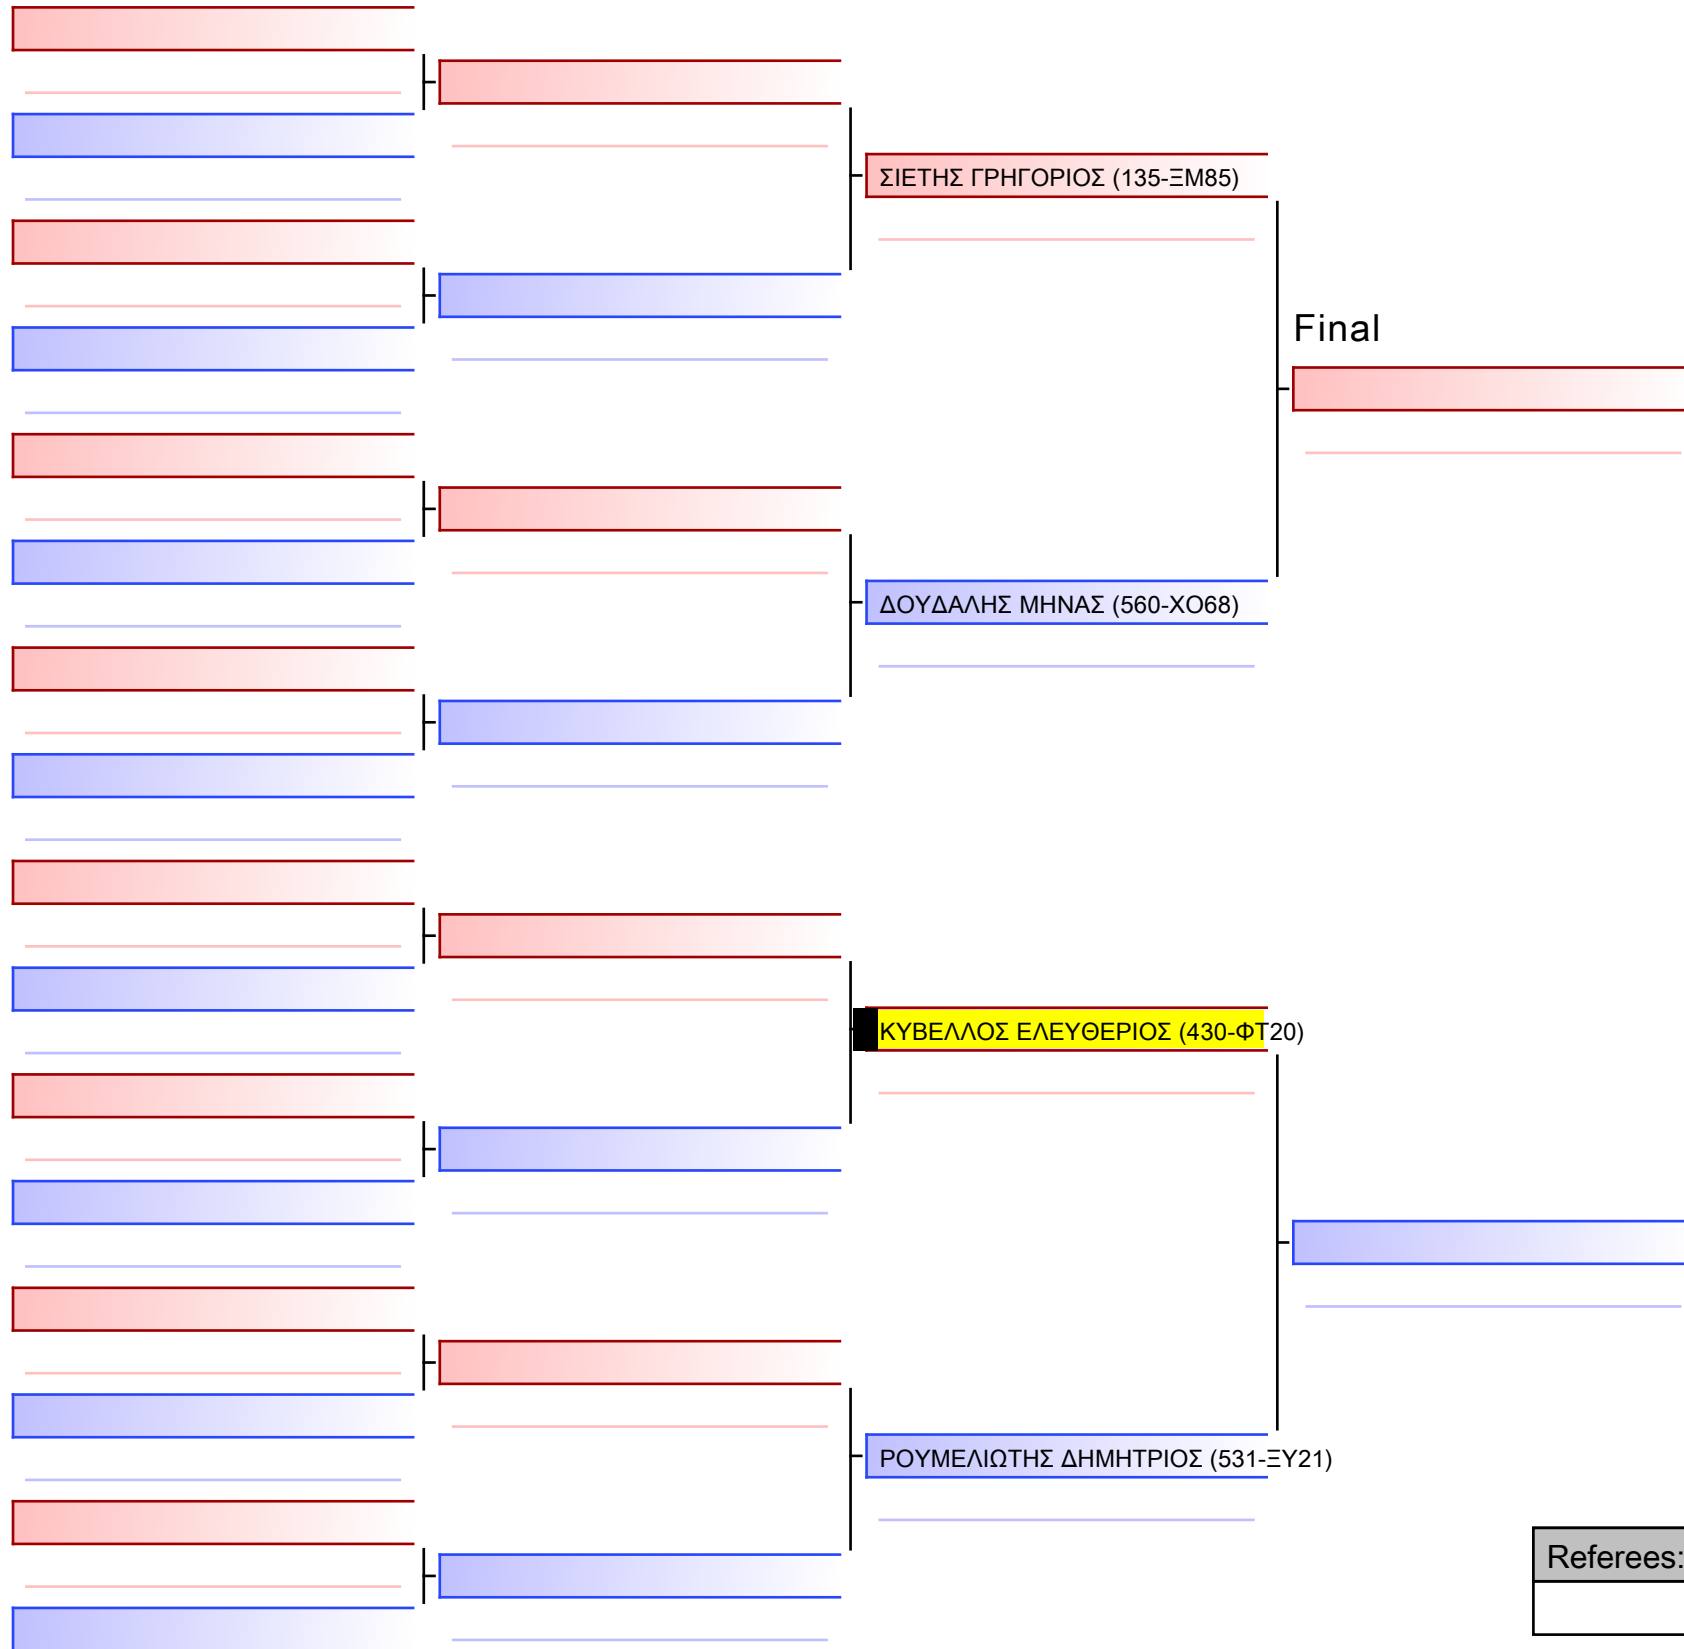 ΣΙΕΤΗΣ ΓΡΗΓΟΡΙΟΣ (135-ΞΜ85)
Final
ΔΟΥΔΑΛΗΣ ΜΗΝΑΣ (560-ΧΟ68)
ΚΥΒΕΛΛΟΣ ΕΛΕΥΘΕΡΙΟΣ (430-ΦΤ20)
ΡΟΥΜΕΛΙΩΤΗΣ ΔΗΜΗΤΡΙΟΣ (531-ΞΥ21)
Referees: